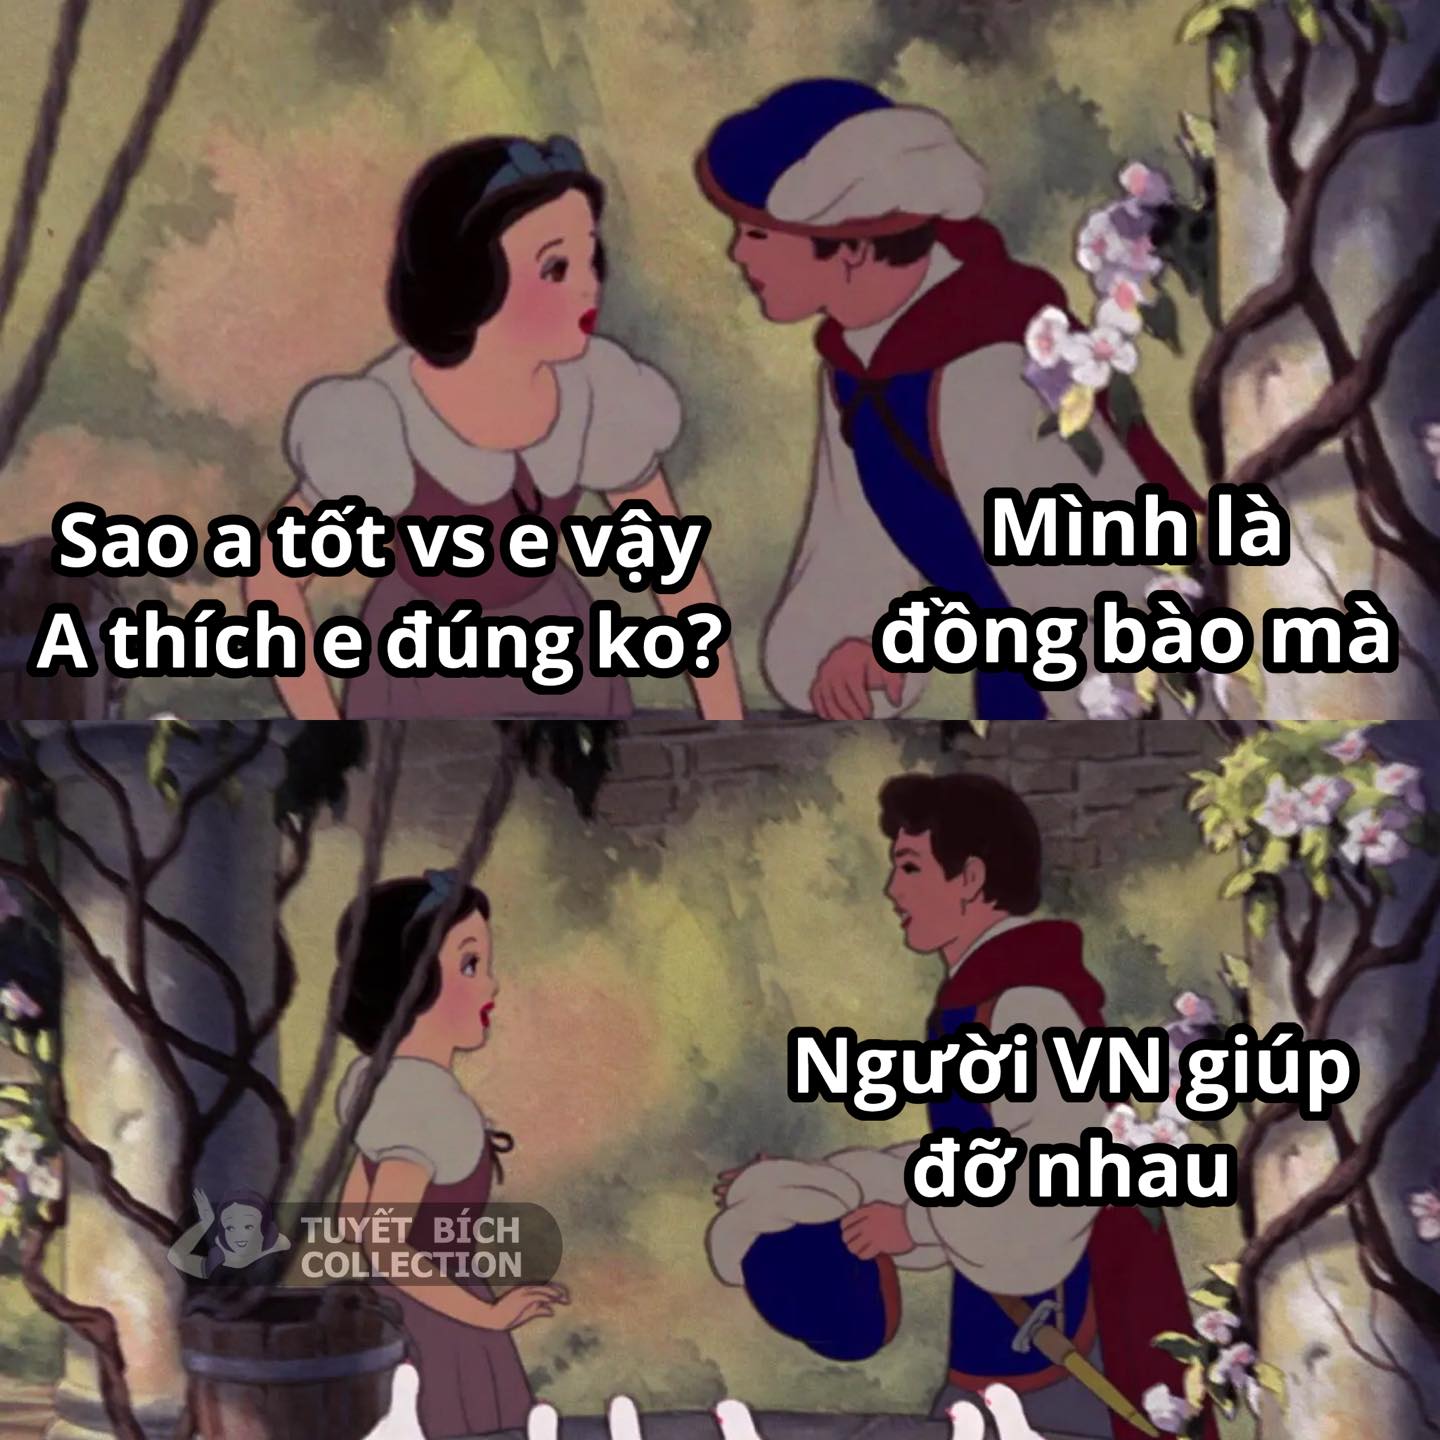 Sao a tốt vs e vậy
A thích e đúng ko?
Mình là
đồng bào mà
Người VN giúp
đỡ nhau
TUYẾT BÍCH
COLLECTION